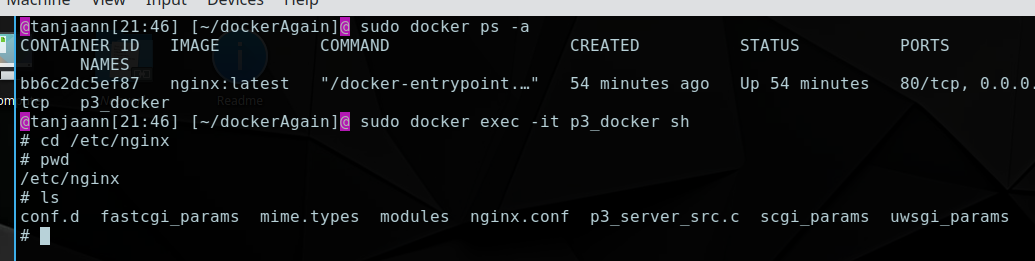 Machine View Input Devices Help
@tanjaann[21:46] [~/dockerAgain]@ sudo docker ps -a
CONTAINER ID   IMAGE          COMMAND                  CREATED          STATUS          PORTS
      NAMES
bb6c2dc5ef87   nginx:latest   "/docker-entrypoint.…"   54 minutes ago   Up 54 minutes   80/tcp, 0.0.0.
tcp   p3_docker
Readme
@tanjaann[21:46] [~/dockerAgain]@ sudo docker exec -it p3_docker sh
# cd /etc/nginx
# pwd
/etc/nginx
# ls
conf.d  fastcgi_params  mime.types  modules  nginx.conf  p3_server_src.c  scgi_params  uwsgi_params
#